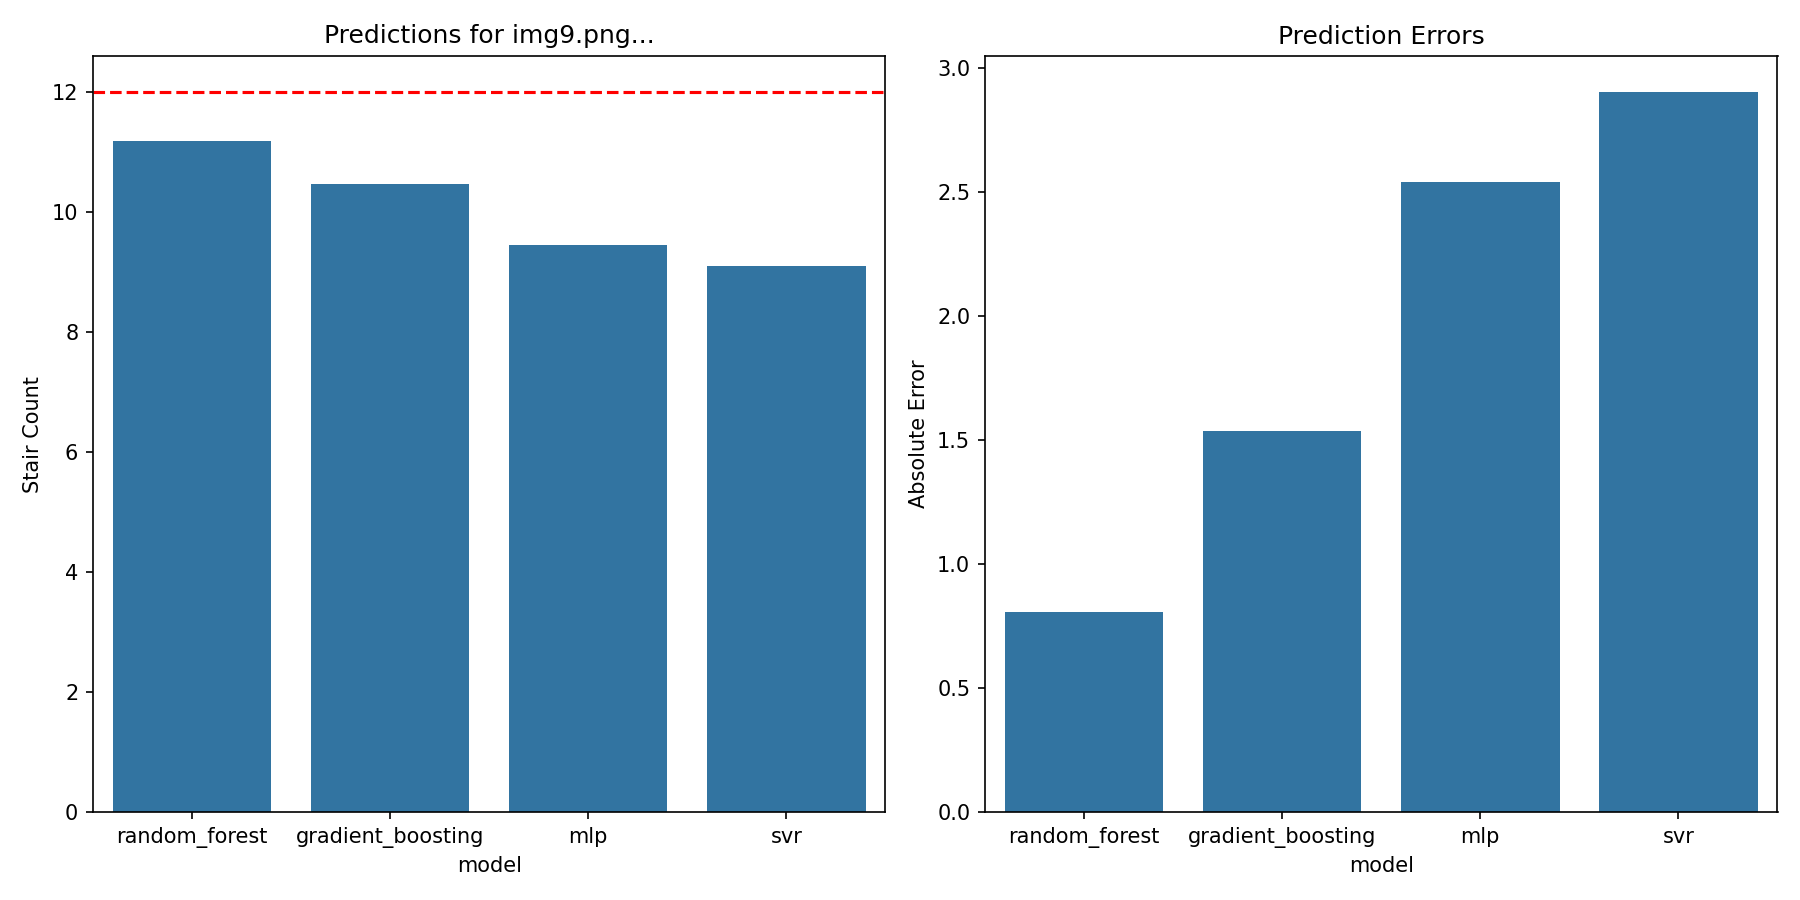 Predictions for img9.png...
12
10
8
6
4
2
0
Stair Count
random_forest gradient_boosting mlp svr
model
Prediction Errors
3.0
2.5
2.0
1.5
1.0
0.5
0.0
Absolute Error
random_forest gradient_boosting mlp svr
model